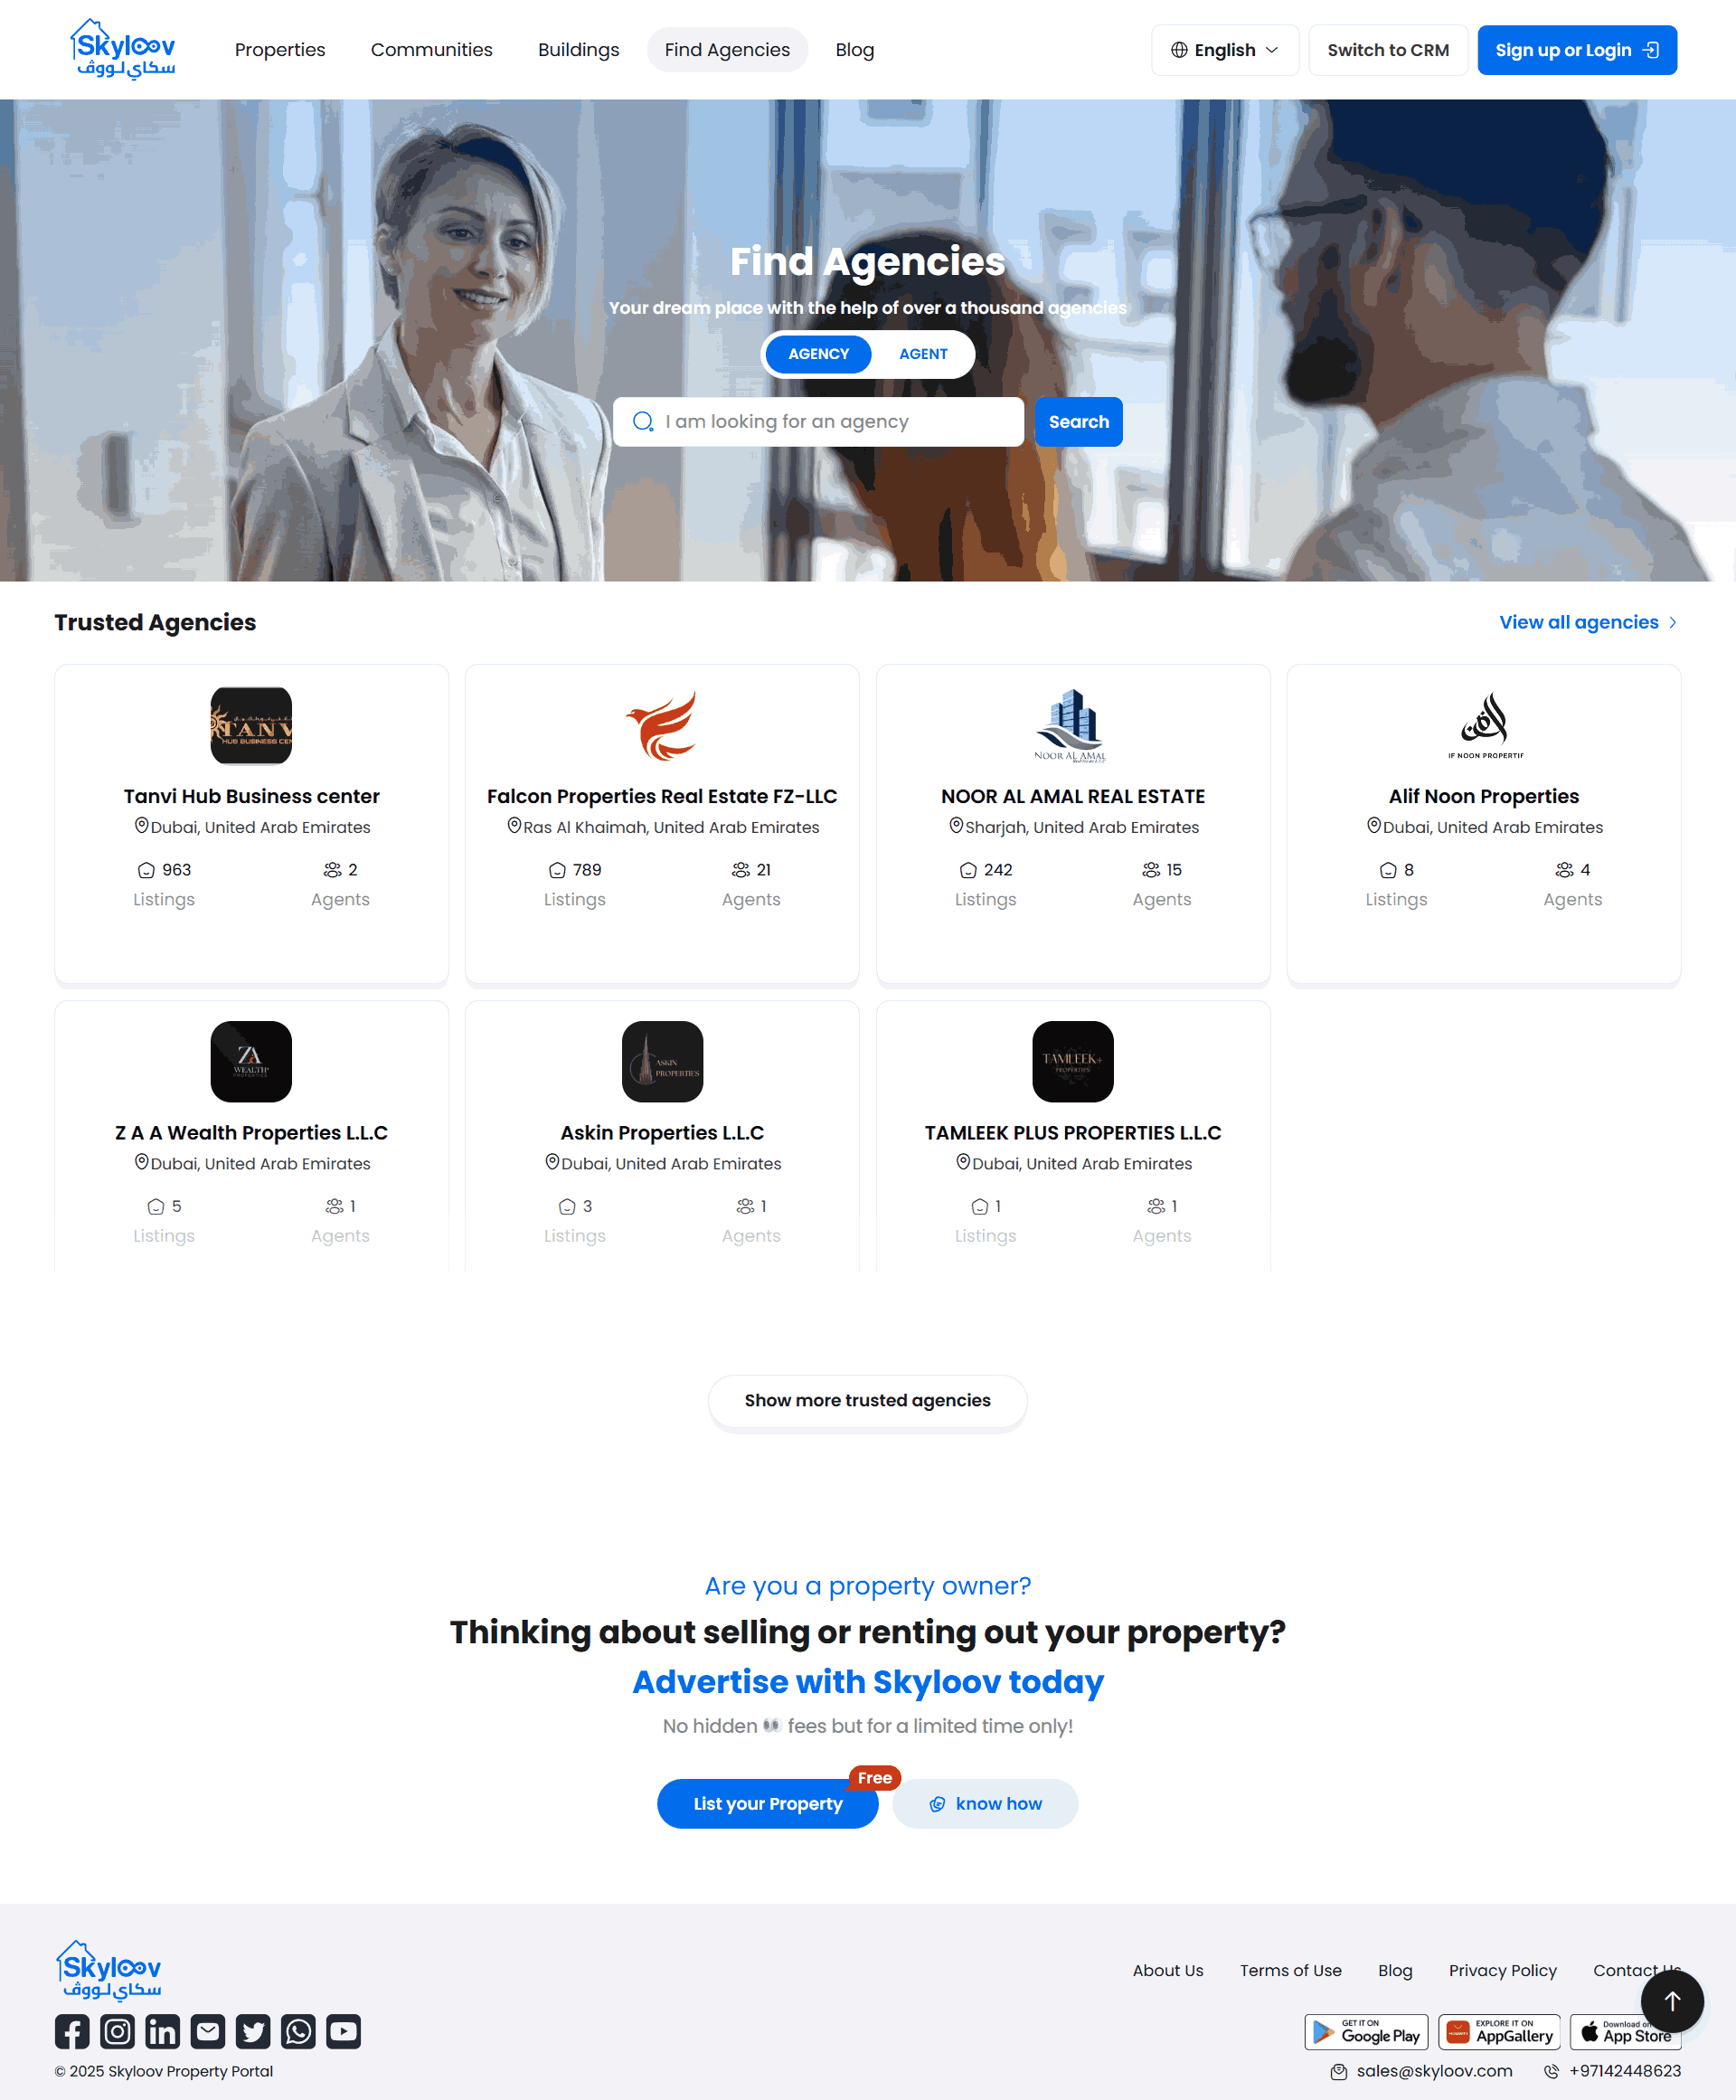 Skyloov
سكاي لووڤ
Properties
Communities
Buildings
Find Agencies
Blog
English
Switch to CRM
Sign up or Login
Find Agencies
Your dream place with the help of over a thousand agencies
AGENCY
AGENT
I am looking for an agency
Search
Trusted Agencies
View all agencies
TANV
HUB BUSINESS CEN
NOOR AL AMAL
IF NOON PROPERTIF
Tanvi Hub Business center
Falcon Properties Real Estate FZ-LLC
NOOR AL AMAL REAL ESTATE
Alif Noon Properties
Dubai, United Arab Emirates
Ras Al Khaimah, United Arab Emirates
Sharjah, United Arab Emirates
Dubai, United Arab Emirates
963
2
789
21
242
15
8
4
Listings
Agents
Listings
Agents
Listings
Agents
Listings
Agents
ZA
WEALTH
PROPERTIES
ASKIN
PROPERTIES
TAMLEEK+
PROPERTIES
Z A A Wealth Properties L.L.C
Askin Properties L.L.C
TAMLEEK PLUS PROPERTIES L.L.C
Dubai, United Arab Emirates
Dubai, United Arab Emirates
Dubai, United Arab Emirates
5
1
3
1
1
1
Listings
Agents
Listings
Agents
Listings
Agents
Show more trusted agencies
Are you a property owner?
Thinking about selling or renting out your property?
Advertise with Skyloov today
No hidden 👀 fees but for a limited time only!
Free
List your Property
know how
Skyloov
سكاي لووڤ
About Us
Terms of Use
Blog
Privacy Policy
Contact Us
GET IT ON
Google Play
EXPLORE IT ON
AppGallery
Download on
App Store
© 2025 Skyloov Property Portal
sales@skyloov.com
+97142448623